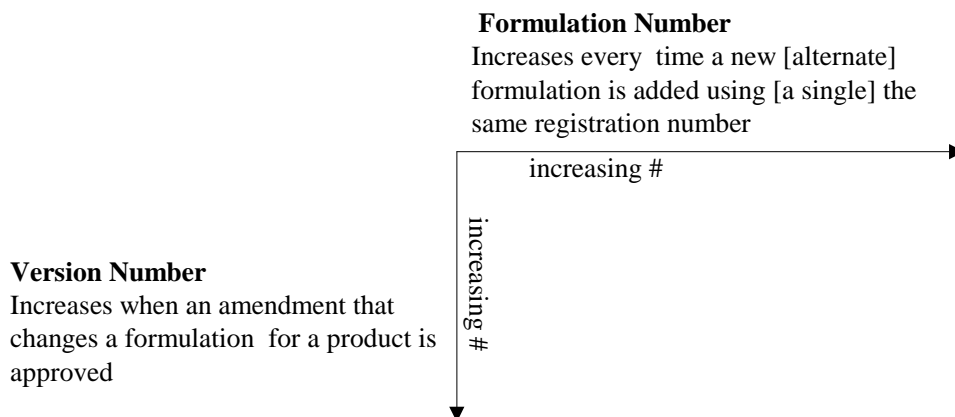 Formulation Number
Increases every time a new [alternate]
formulation is added using [a single] the
same registration number
increasing #
increasing #
Version Number
Increases when an amendment that
changes a formulation for a product is
approved